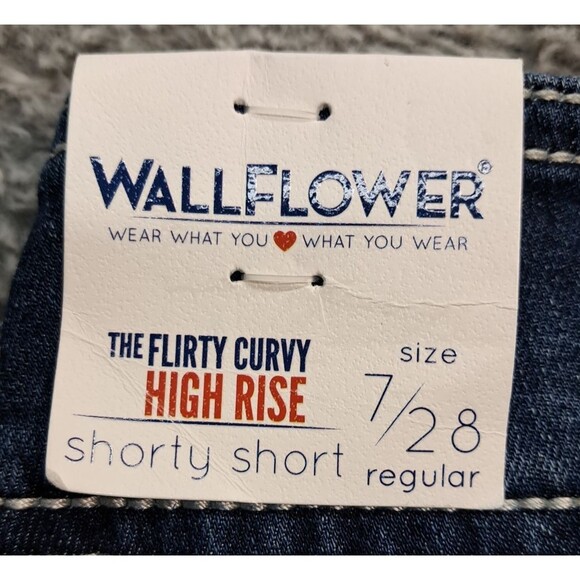 WALLFLOWER®
WEAR WHAT YOU ❤ WHAT YOU WEAR
THE FLIRTY CURVY
HIGH RISE
shorty short
size
7/28
regular